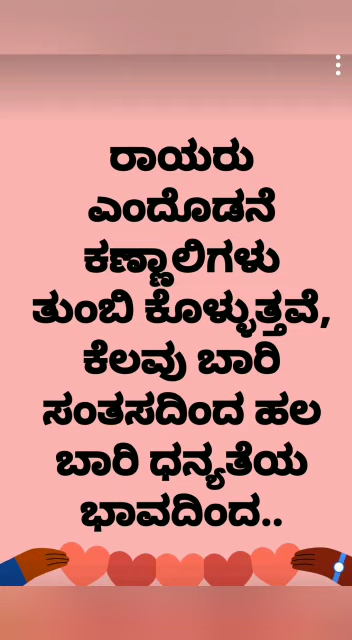 ರಾಯರು
ಎಂದೊಡನೆ
ಕಣ್ಣಾಲಿಗಳು
ತುಂಬಿ ಕೊಳ್ಳುತ್ತವೆ,
ಕೆಲವು ಬಾರಿ
ಸಂತಸದಿಂದ ಹಲ
ಬಾರಿ ಧನ್ಯತೆಯ
ಭಾವದಿಂದ..